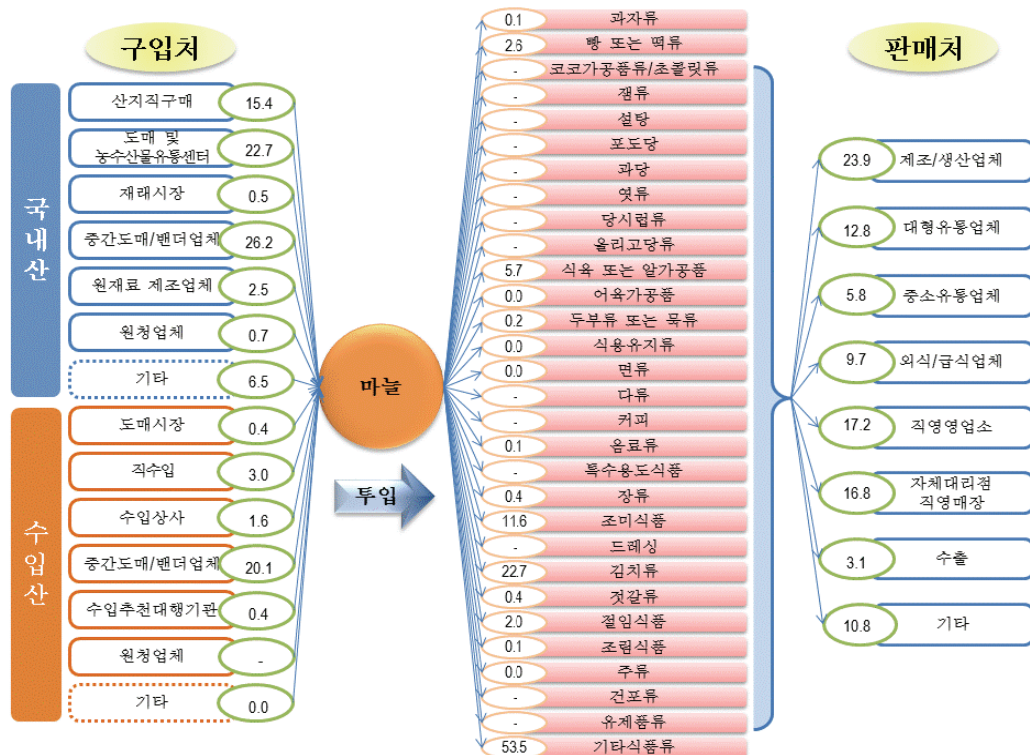 구입처
국내산
산지직구매 15.4
도매 및
농수산물유통센터 22.7
재래시장 0.5
중간도매/밴더업체 26.2
원재료 제조업체 2.5
원청업체 0.7
기타 6.5
수입산
도매시장 0.4
직수입 3.0
수입상사 1.6
중간도매/밴더업체 20.1
수입추천대행기관 0.4
원청업체 -
기타 0.0
마늘
투입
0.1 과자류
2.6 빵 또는 떡류
- 코코가공품류/초콜릿류
- 잼류
- 설탕
- 포도당
- 과당
- 엿류
- 당시럽류
- 올리고당류
5.7 식육 또는 알가공품
0.0 어육가공품
0.2 두부류 또는 묵류
0.0 식용유지류
0.0 면류
- 다류
- 커피
0.1 음료류
- 특수용도식품
0.4 장류
11.6 조미식품
- 드레싱
22.7 김치류
0.4 젓갈류
2.0 절임식품
0.1 조림식품
0.0 주류
- 건포류
- 유제품류
53.5 기타식품류
판매처
23.9 제조/생산업체
12.8 대형유통업체
5.8 중소유통업체
9.7 외식/급식업체
17.2 직영영업소
16.8 자체대리점
직영매장
3.1 수출
10.8 기타